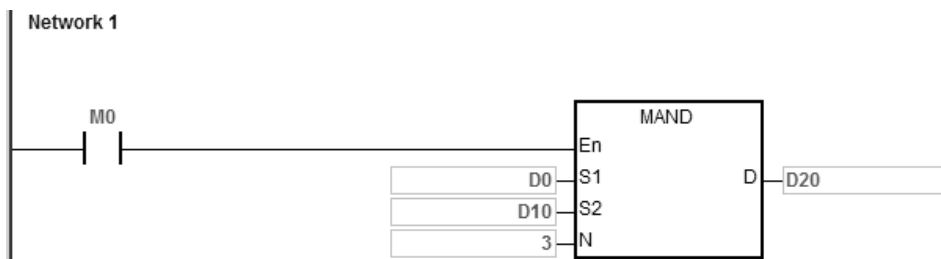 Network 1
M0
MAND
En
D0 S1 D D20
D10 S2
3 N